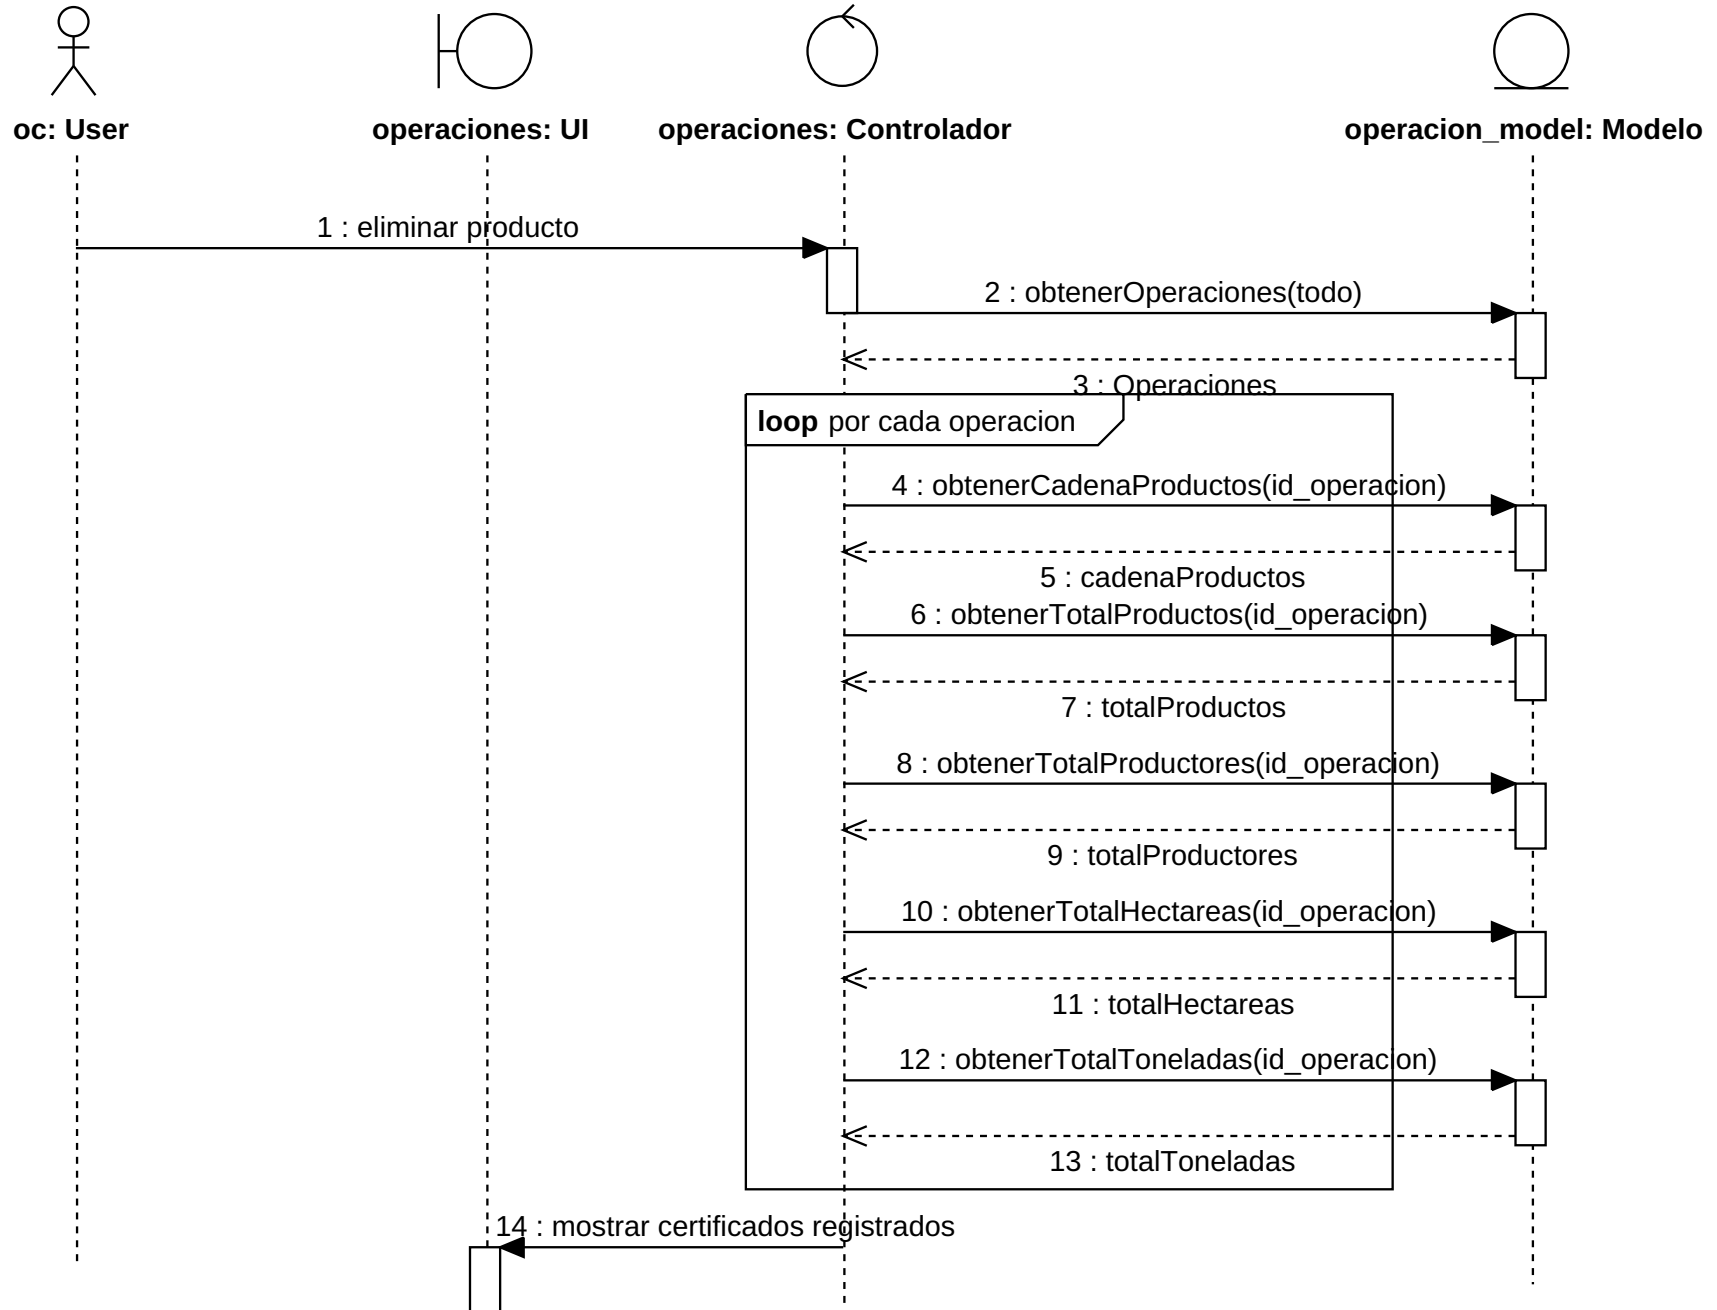 oc: User
operaciones: UI
operaciones: Controlador
operacion_model: Modelo
1 : eliminar producto
2 : obtenerOperaciones(todo)
3 : Operaciones
loop por cada operacion
4 : obtenerCadenaProductos(id_operacion)
5 : cadenaProductos
6 : obtenerTotalProductos(id_operacion)
7 : totalProductos
8 : obtenerTotalProductores(id_operacion)
9 : totalProductores
10 : obtenerTotalHectareas(id_operacion)
11 : totalHectareas
12 : obtenerTotalToneladas(id_operacion)
13 : totalToneladas
14 : mostrar certificados registrados